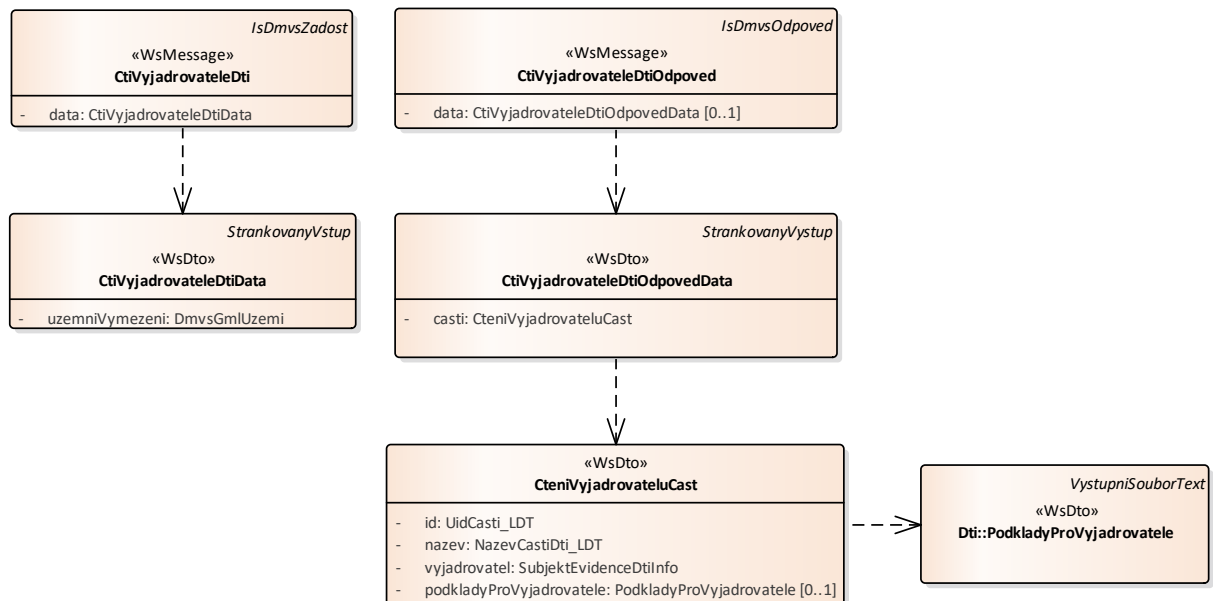 IsDmvsZadost
«WsMessage»
CtiVyjadrovateleDti
- data: CtiVyjadrovateleDtiData
IsDmvsOdpoved
«WsMessage»
CtiVyjadrovateleDtiOdpoved
- data: CtiVyjadrovateleDtiOdpovedData [0..1]
StrankovanyVstup
«WsDto»
CtiVyjadrovateleDtiData
- uzemniVymezeni: DmvsGmlUzemi
StrankovanyVystup
«WsDto»
CtiVyjadrovateleDtiOdpovedData
- casti: CteniVyjadrovateluCast
«WsDto»
CteniVyjadrovateluCast
- id: UidCasti_LDT
- nazev: NazevCastiDti_LDT
- vyjadrovatel: SubjektEvidenceDtiInfo
- podkladyProVyjadrovatele: PodkladyProVyjadrovatele [0..1]
VystupniSouborText
«WsDto»
Dti::PodkladyProVyjadrovatele